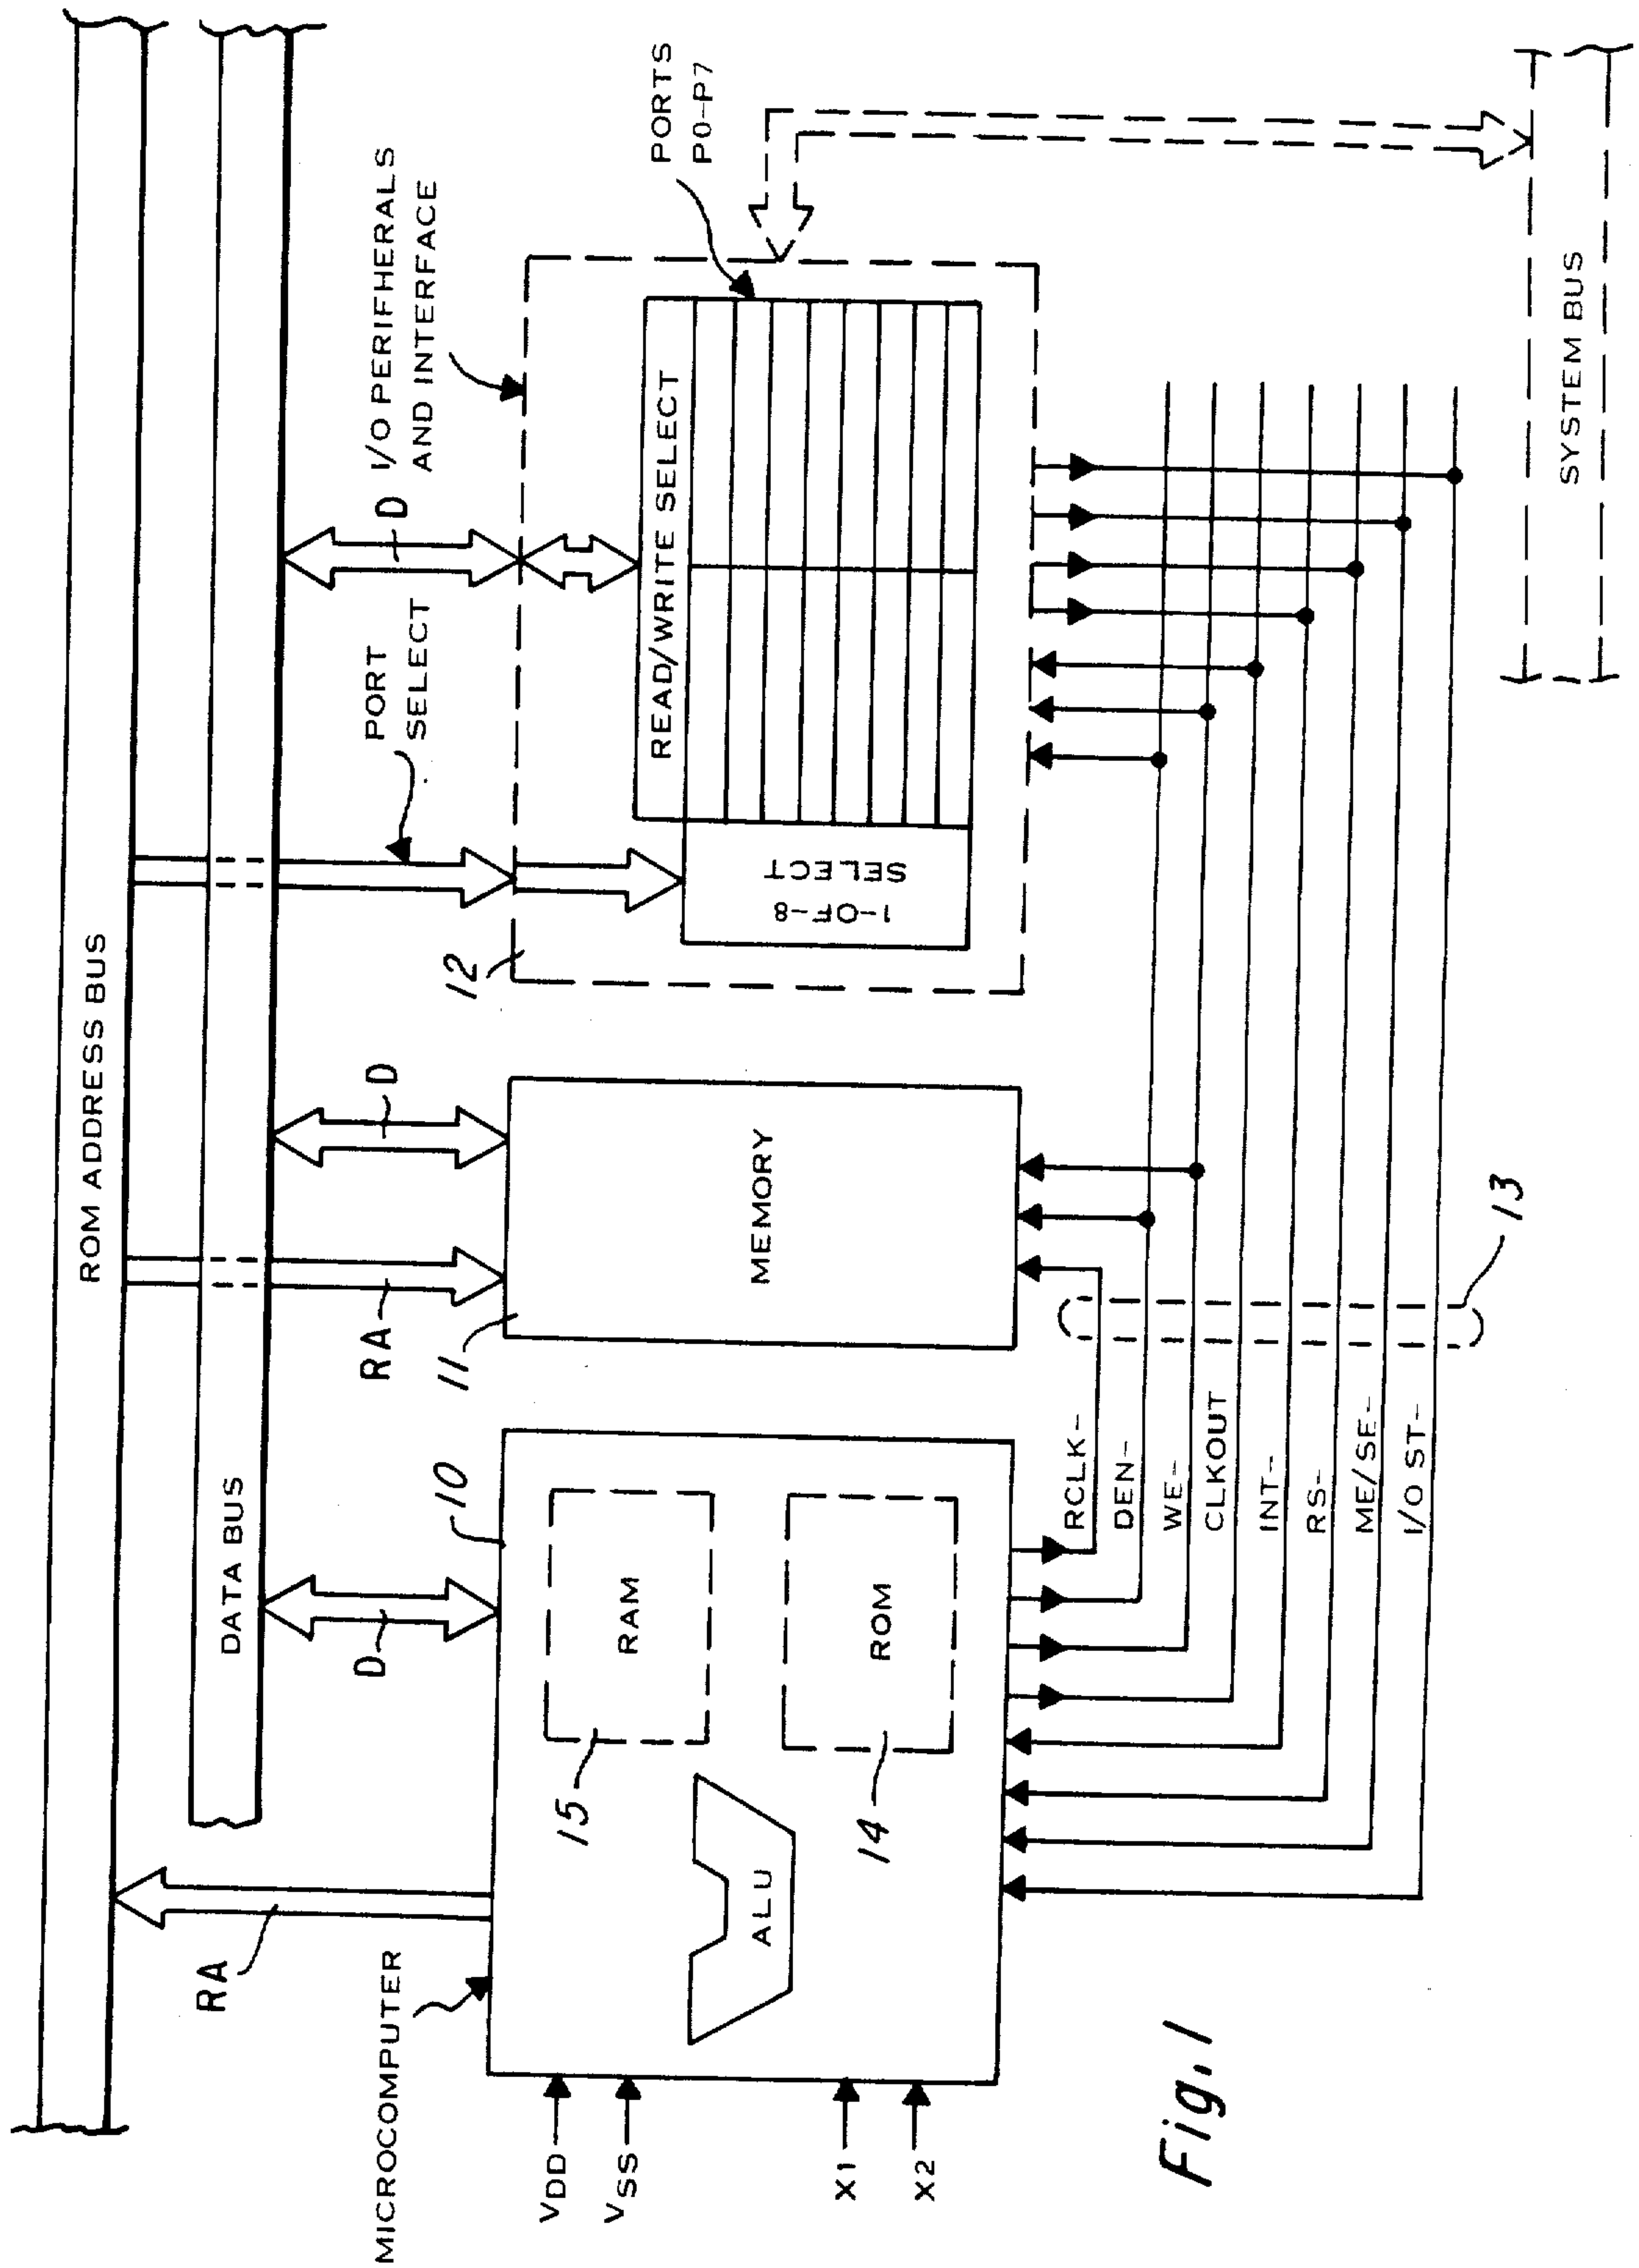 ROM ADDRESS BUS
DATA BUS
RA
D
RA
D
PORT
SELECT
D
I/O PERIFHERALS
AND INTERFACE
MICROCOMPUTER
10
11
12
PORTS
P0-P7
VDD
VSS
X1
X2
15
RAM
ALU
14
ROM
MEMORY
READ/WRITE SELECT
1-OF-8
SELECT
RCLK-
DEN-
WE-
CLKOUT
INT-
RS-
ME/SE-
I/O ST-
13
SYSTEM BUS
Fig. 1